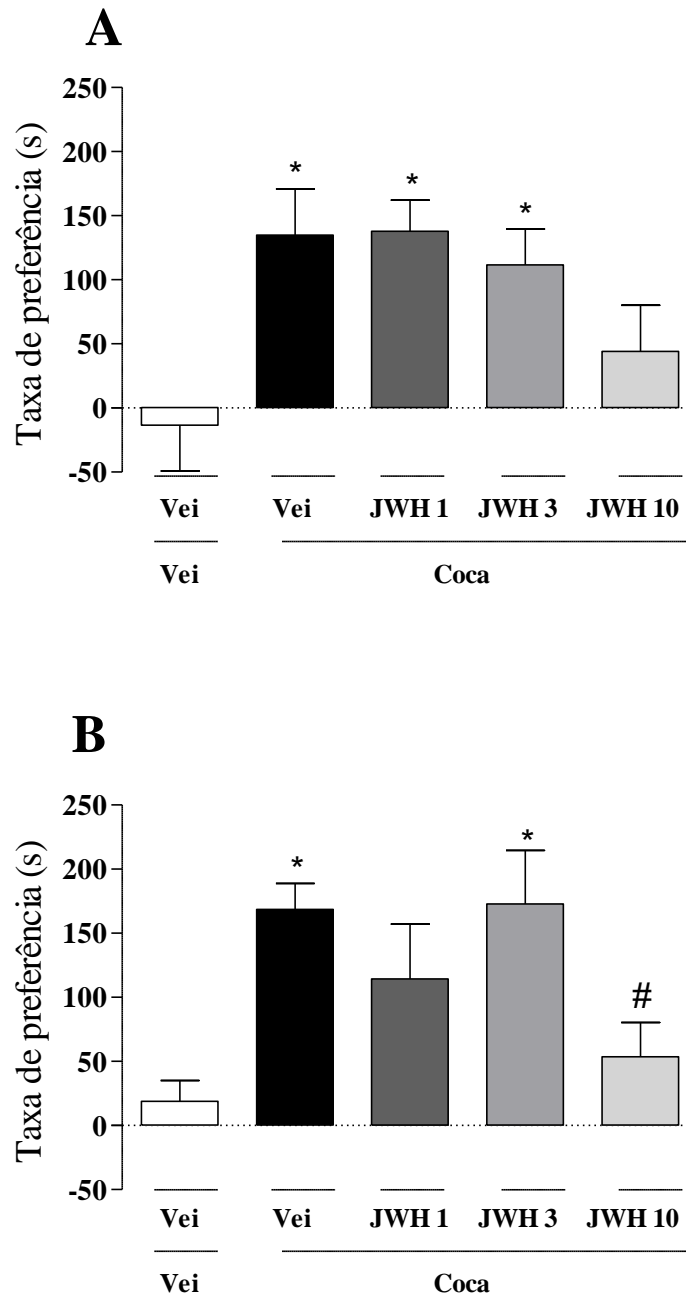 A
Taxa de preferência (s)
250
200
150
100
50
0
-50
*
*
*
Vei
Vei
JWH 1
JWH 3
JWH 10
Vei
Coca
B
Taxa de preferência (s)
250
200
150
100
50
0
-50
*
*
#
Vei
Vei
JWH 1
JWH 3
JWH 10
Vei
Coca